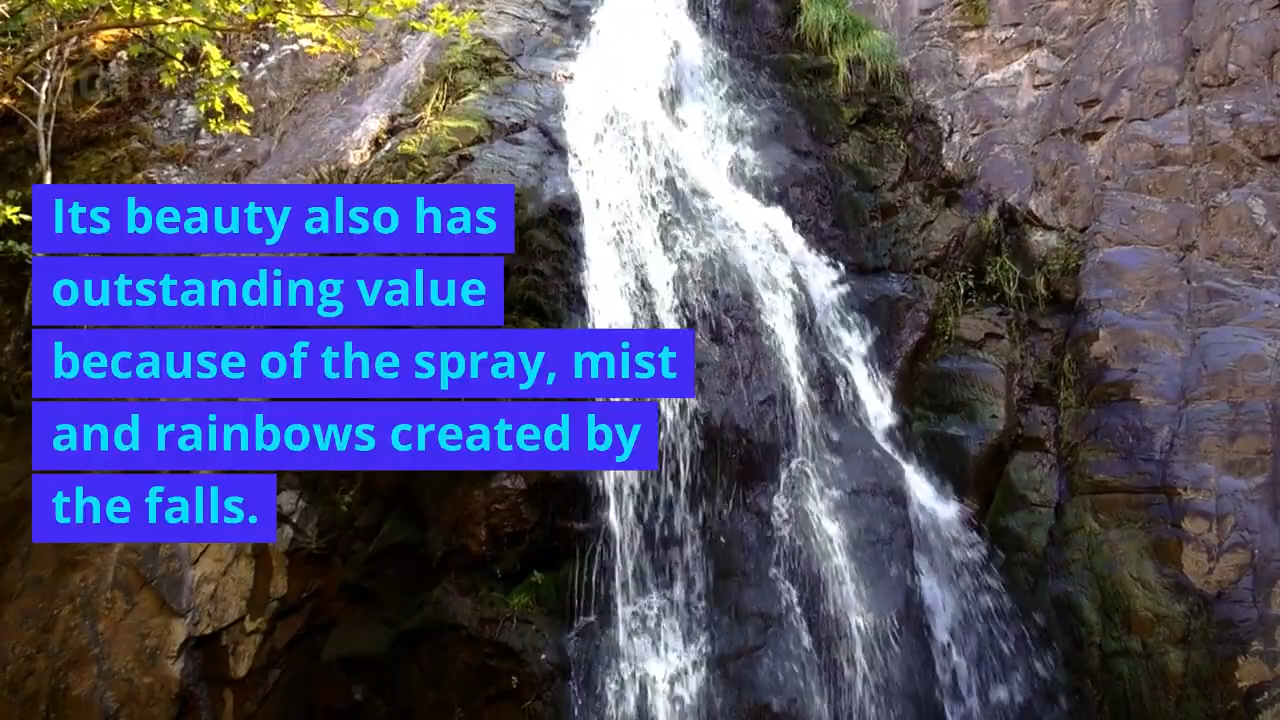 Its beauty also has
outstanding value
because of the spray, mist
and rainbows created by
the falls.